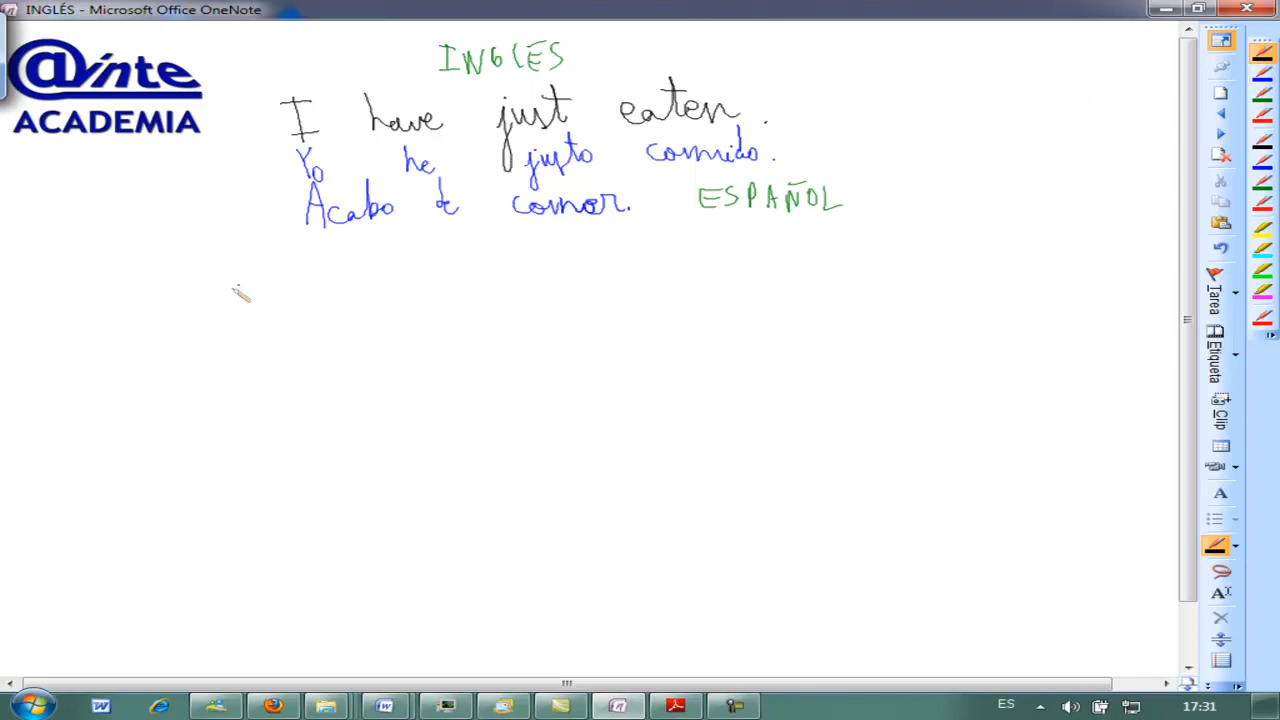 INGLÉS - Microsoft Office OneNote
@inte
ACADEMIA
INGLES
I have just eaten.
Yo he justo comido.
Acabo de comer. ESPAÑOL
Tarea
Etiqueta
Clip
A
A
ES 17:31